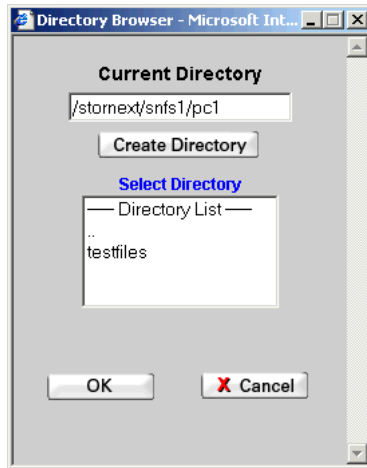 Directory Browser - Microsoft Int...
Current Directory
/stornext/snfs1/pc1
Create Directory
Select Directory
—— Directory List ——
..
testfiles
OK
X Cancel